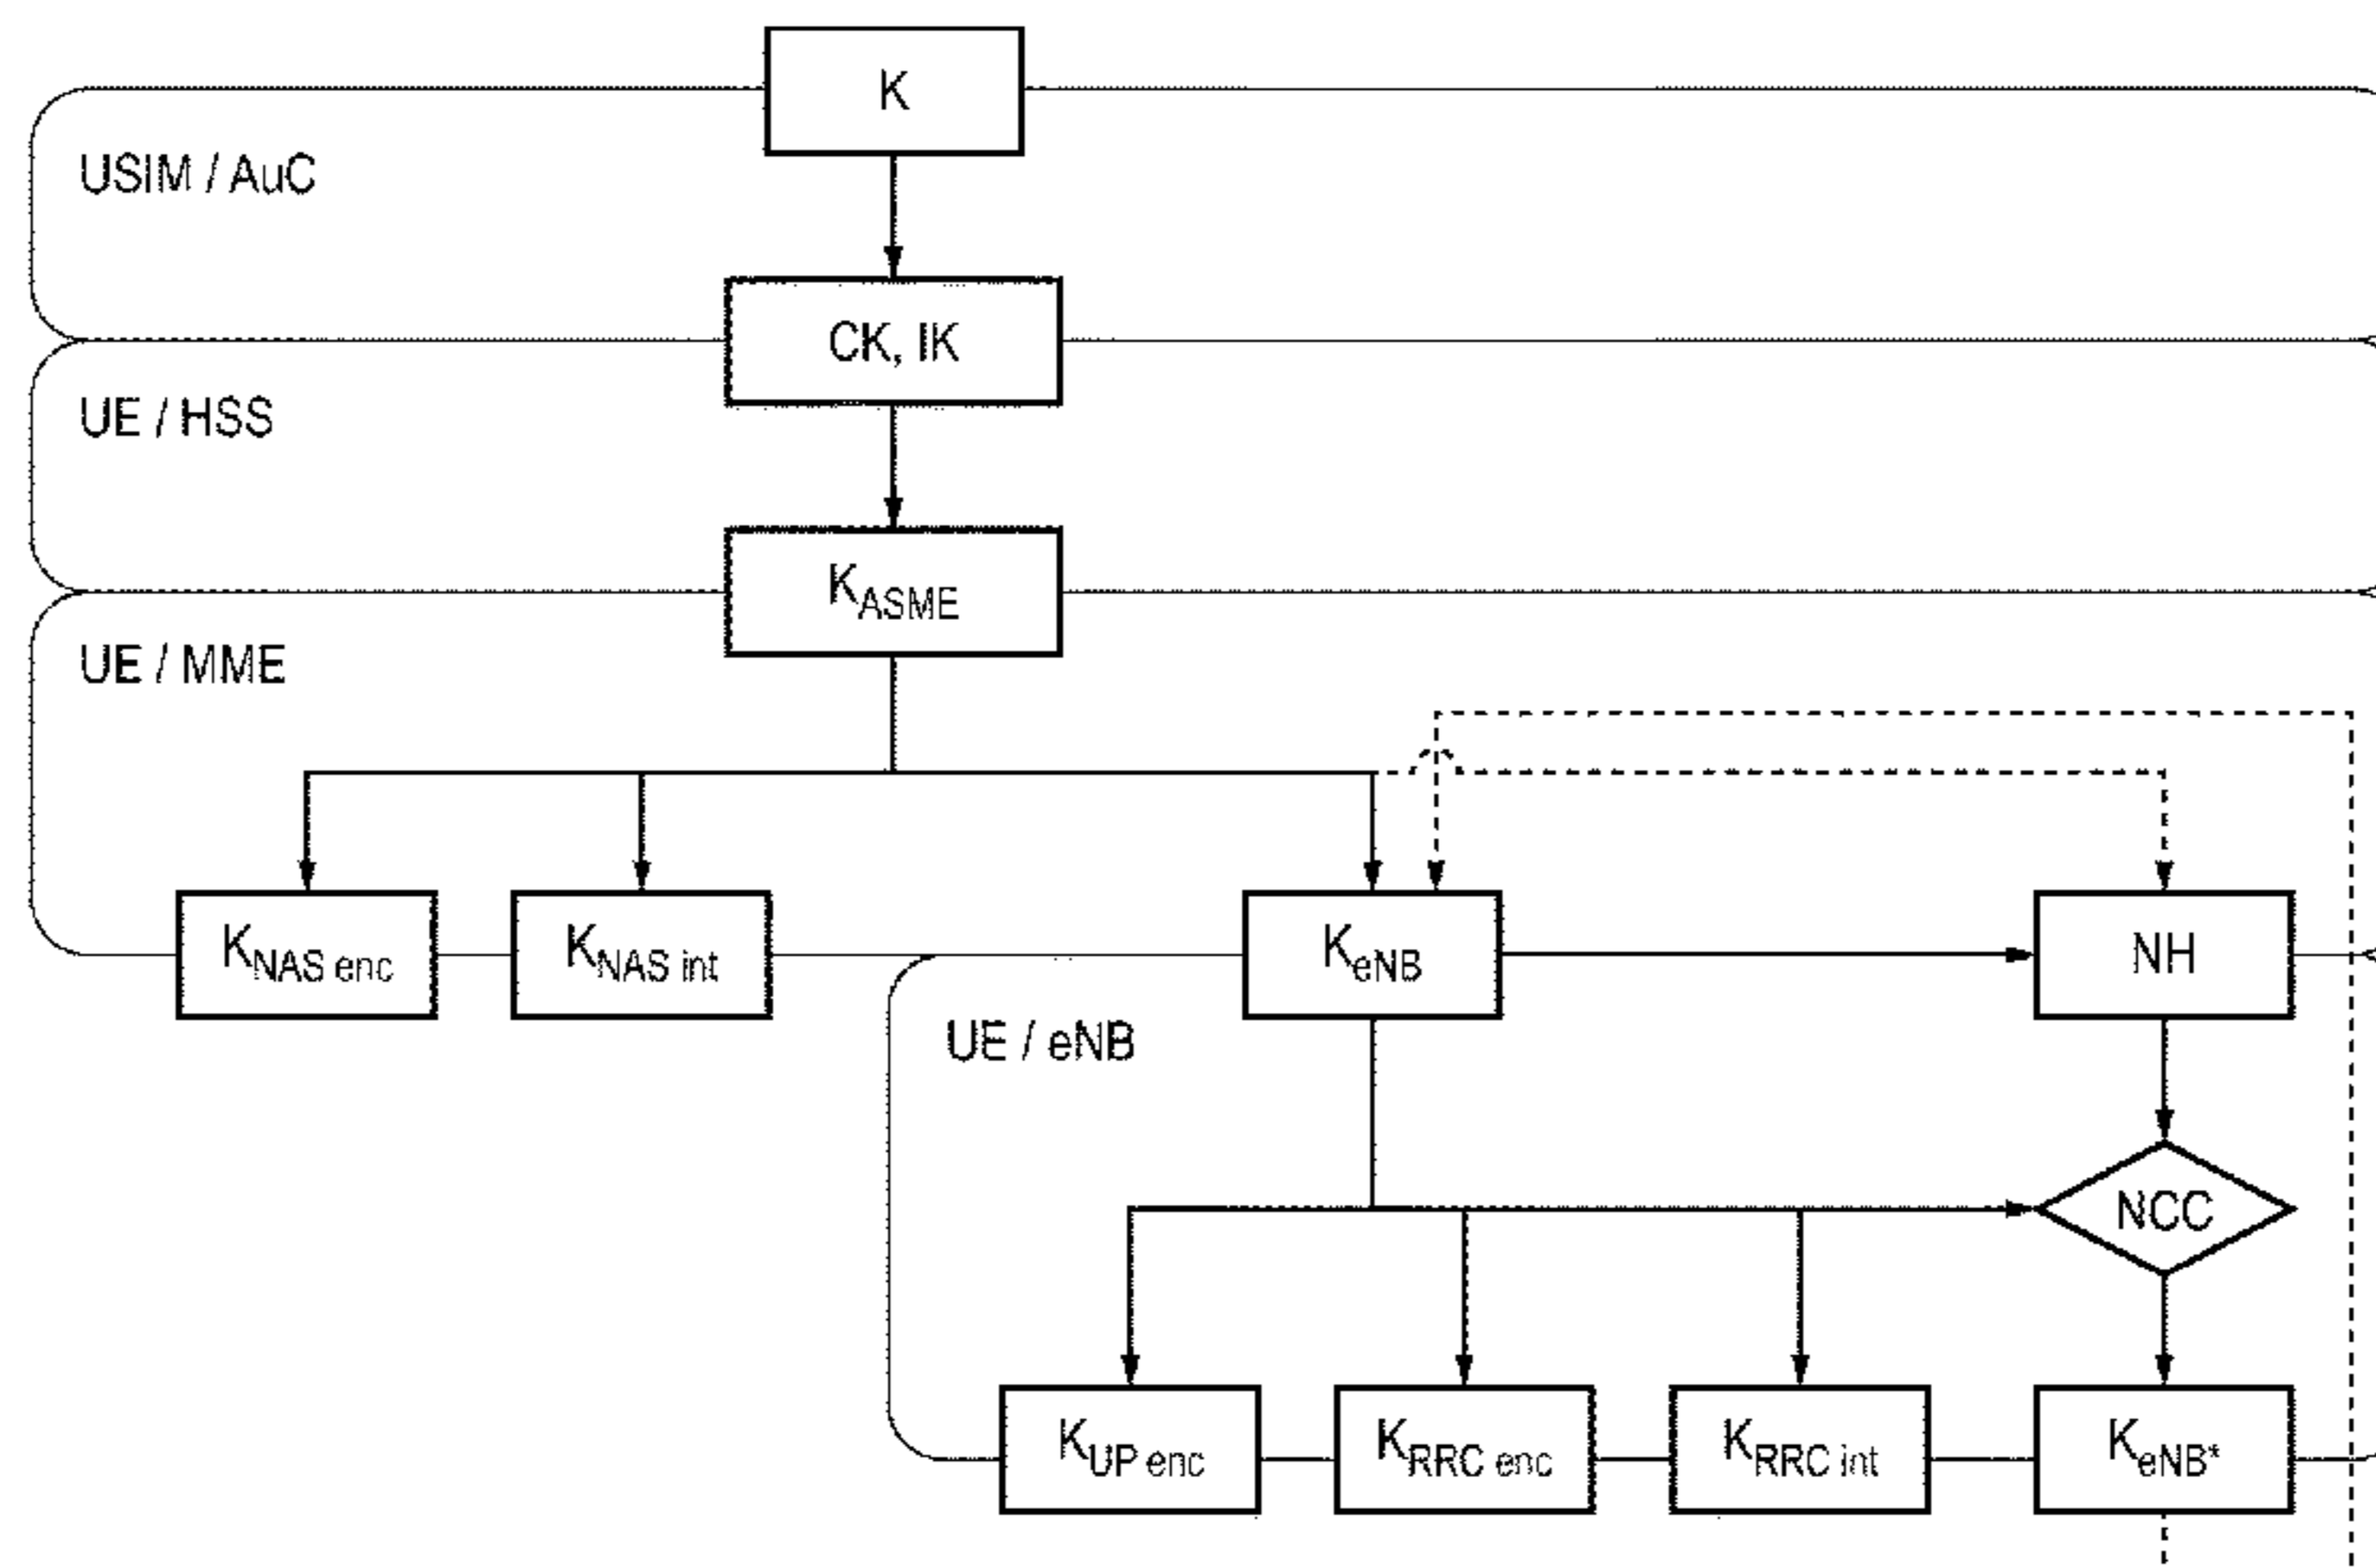 K
USIM / AuC
CK, IK
UE / HSS
KASME
UE / MME
KNAS enc
KNAS int
KeNB
NH
UE / eNB
NCC
KUP enc
KRRC enc
KRRC int
KeNB*